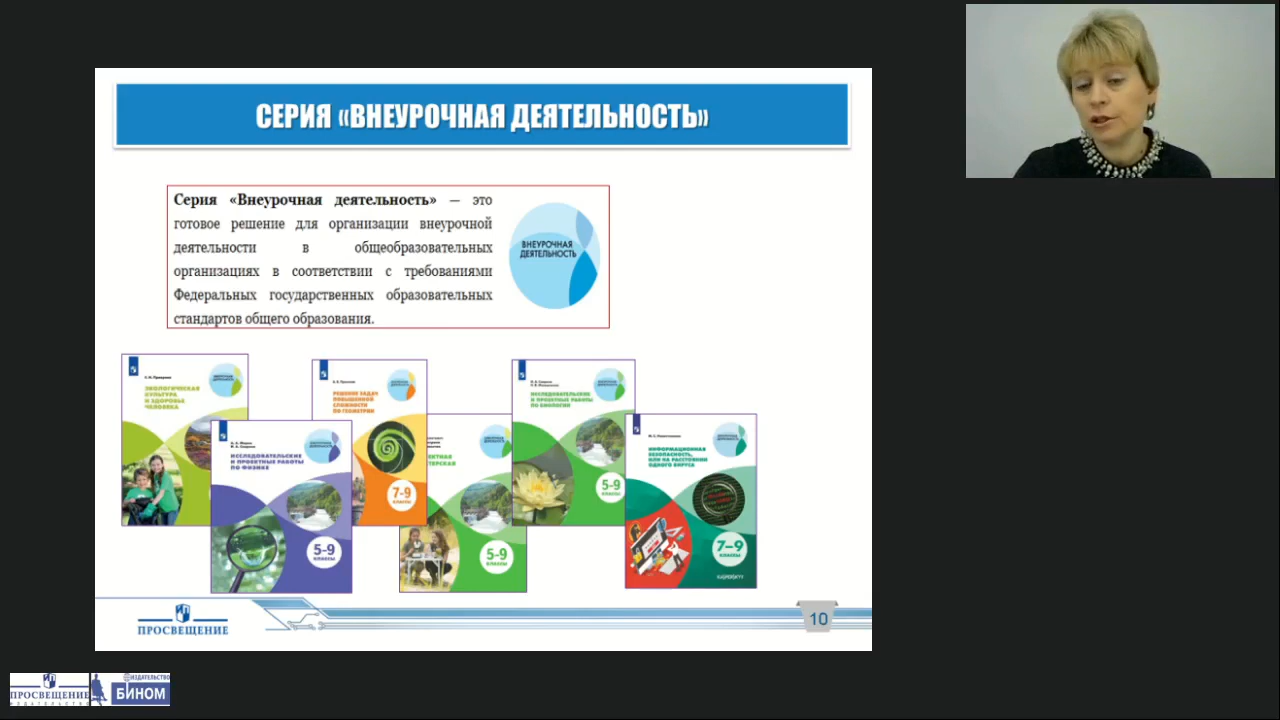 СЕРИЯ «ВНЕУРОЧНАЯ ДЕЯТЕЛЬНОСТЬ»
Серия «Внеурочная деятельность» — это
готовое решение для организации внеурочной
деятельности в общеобразовательных
организациях в соответствии с требованиями
Федеральных государственных образовательных
стандартов общего образования.
ВНЕУРОЧНАЯ
ДЕЯТЕЛЬНОСТЬ
ЭКОЛОГИЧЕСКАЯ
КУЛЬТУРА
И ЗДОРОВЬЕ
ЧЕЛОВЕКА
ИССЛЕДОВАТЕЛЬСКИЕ
И ПРОЕКТНЫЕ РАБОТЫ
ПО ФИЗИКЕ
5-9
КЛАССЫ
РЕШЕНИЕ ЗАДАЧ
ПОВЫШЕННОЙ
СЛОЖНОСТИ
ПО ГЕОМЕТРИИ
7-9
КЛАССЫ
ЕКТНАЯ
ТЕРСКАЯ
5-9
КЛАССЫ
ИССЛЕДОВАТЕЛЬСКИЕ
И ПРОЕКТНЫЕ РАБОТЫ
ПО БИОЛОГИИ
5-9
КЛАССЫ
ИНФОРМАЦИОННАЯ
БЕЗОПАСНОСТЬ,
ИЛИ НА РАССТОЯНИИ
ОДНОГО ВИРУСА
7–9
КЛАССЫ
ПРОСВЕЩЕНИЕ
10
ПРОСВЕЩЕНИЕ
ИЗДАТЕЛЬСТВО
ИЗДАТЕЛЬСТВО
БИНОМ